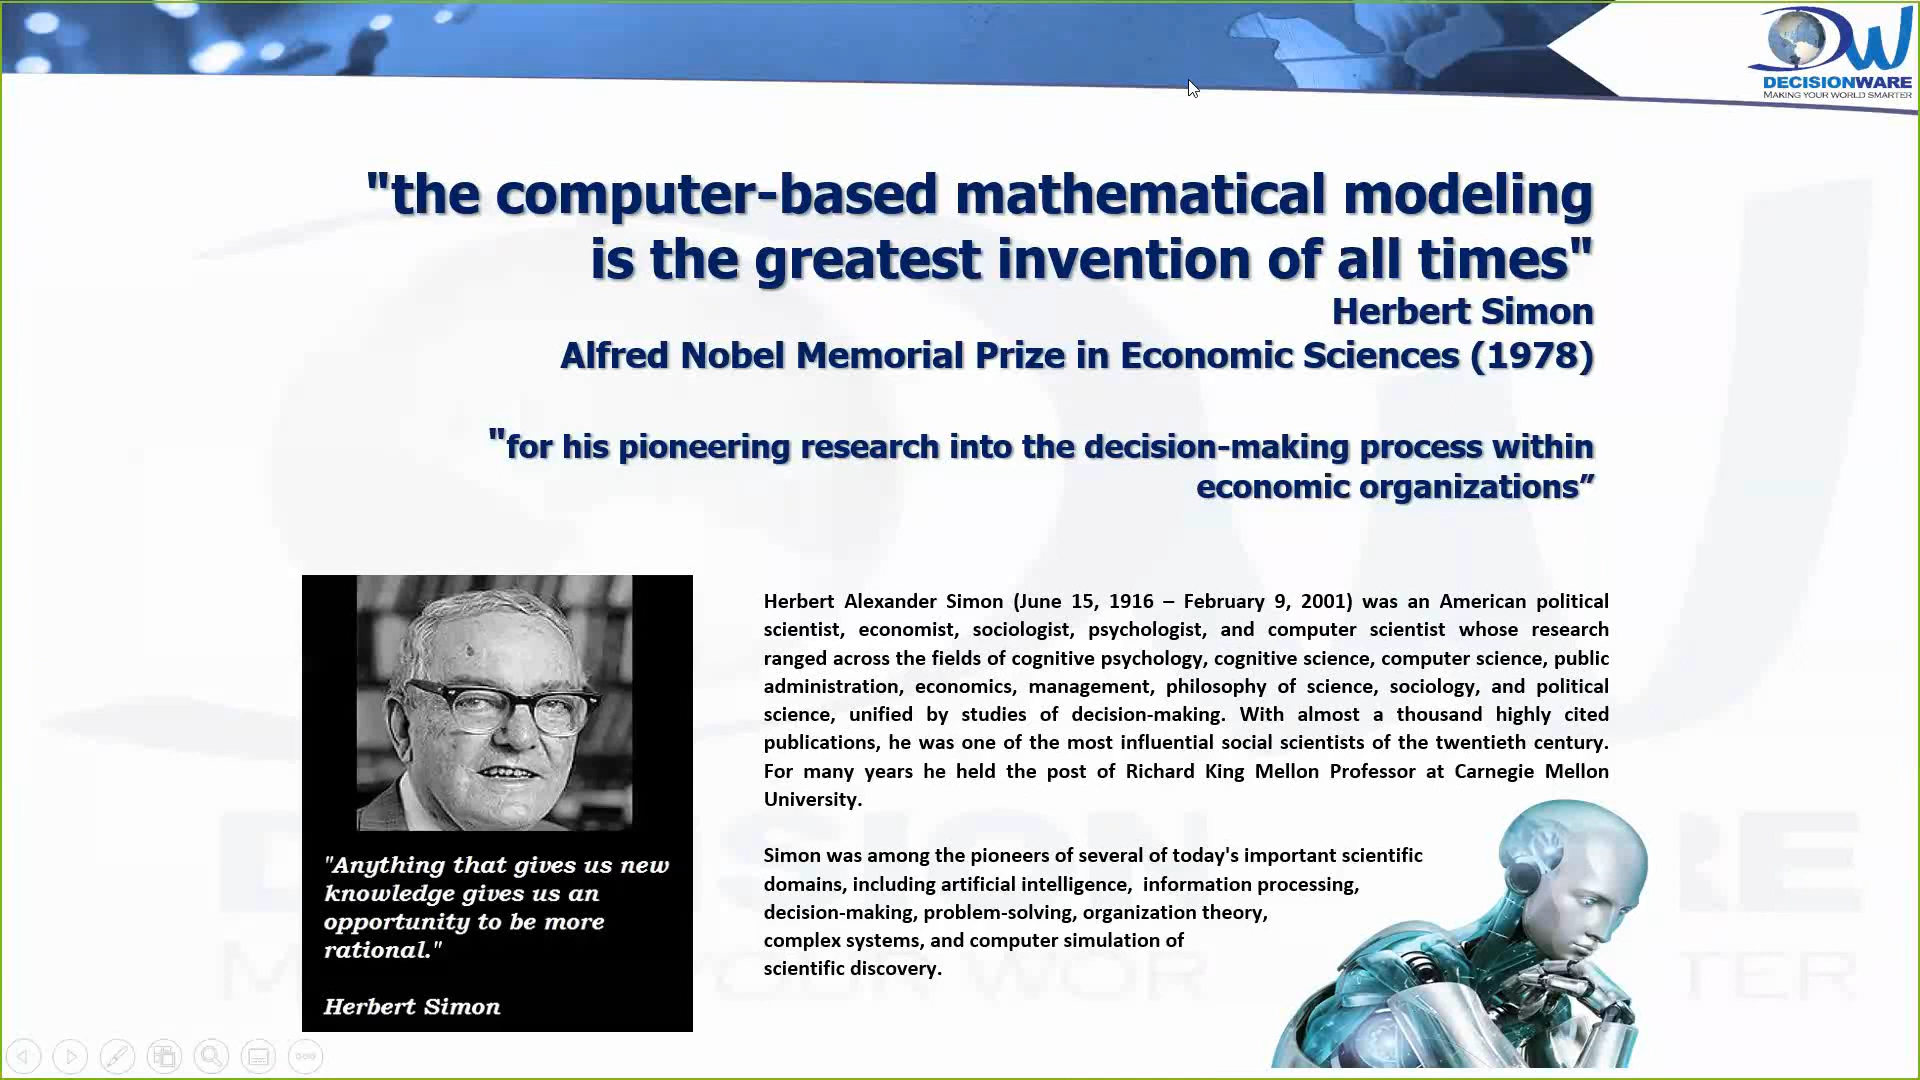 DECISIONWARE
MAKING YOUR WORLD SMARTER
"the computer-based mathematical modeling
is the greatest invention of all times"
Herbert Simon
Alfred Nobel Memorial Prize in Economic Sciences (1978)
"for his pioneering research into the decision-making process within
economic organizations”
"Anything that gives us new
knowledge gives us an
opportunity to be more
rational."
Herbert Simon
Herbert Alexander Simon (June 15, 1916 – February 9, 2001) was an American political
scientist, economist, sociologist, psychologist, and computer scientist whose research
ranged across the fields of cognitive psychology, cognitive science, computer science, public
administration, economics, management, philosophy of science, sociology, and political
science, unified by studies of decision-making. With almost a thousand highly cited
publications, he was one of the most influential social scientists of the twentieth century.
For many years he held the post of Richard King Mellon Professor at Carnegie Mellon
University.
Simon was among the pioneers of several of today's important scientific
domains, including artificial intelligence, information processing,
decision-making, problem-solving, organization theory,
complex systems, and computer simulation of
scientific discovery.